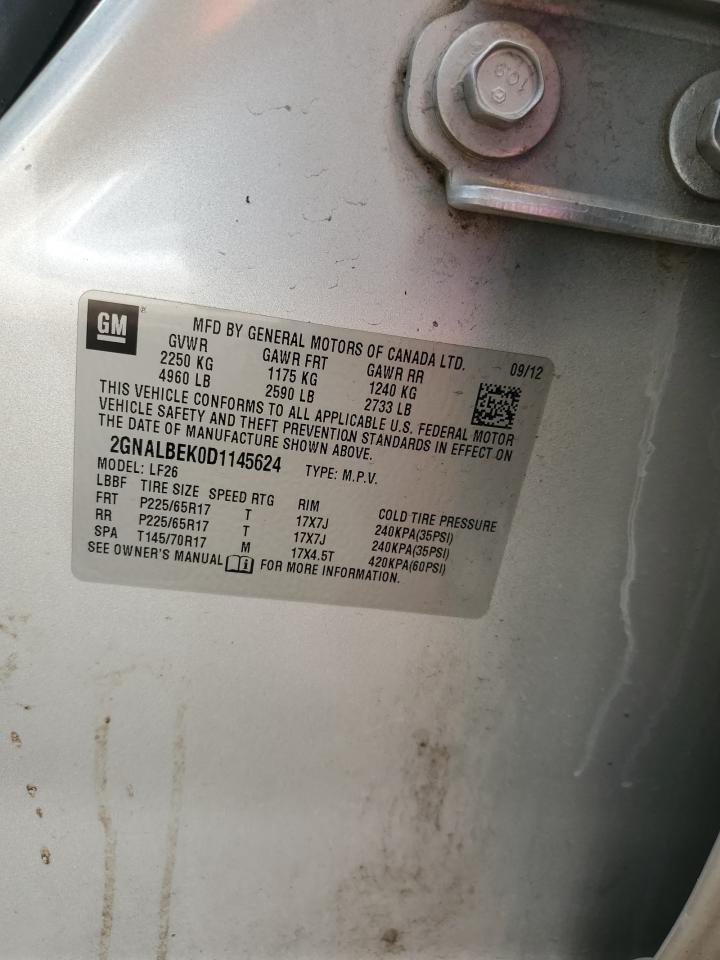 10.9
GM
MFD BY GENERAL MOTORS OF CANADA LTD. 09/12
GVWR GAWR FRT GAWR RR
2250 KG 1175 KG 1240 KG
4960 LB 2590 LB 2733 LB
THIS VEHICLE CONFORMS TO ALL APPLICABLE U.S. FEDERAL MOTOR
VEHICLE SAFETY AND THEFT PREVENTION STANDARDS IN EFFECT ON
THE DATE OF MANUFACTURE SHOWN ABOVE.
2GNALBEK0D1145624 TYPE: M.P.V.
MODEL: LF26
LBBF TIRE SIZE SPEED RTG RIM COLD TIRE PRESSURE
FRT P225/65R17 T 17X7J 240KPA(35PSI)
RR P225/65R17 T 17X7J 240KPA(35PSI)
SPA T145/70R17 M 17X4.5T 420KPA(60PSI)
SEE OWNER'S MANUAL FOR MORE INFORMATION.